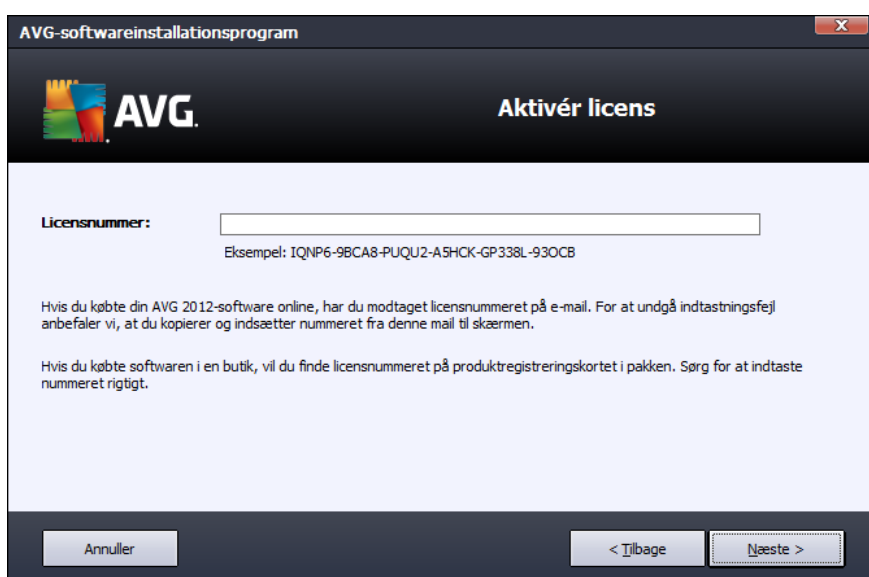 AVG-softwareinstallationsprogram
X
AVG.
Aktivér licens
Licensnummer:
Eksempel: IQNP6-9BCA8-PUQU2-A5HCK-GP338L-93OCB
Hvis du købte din AVG 2012-software online, har du modtaget licensnummeret på e-mail. For at undgå indtastningsfejl
anbefaler vi, at du kopierer og indsætter nummeret fra denne mail til skærmen.
Hvis du købte softwaren i en butik, vil du finde licensnummeret på produktregistreringskortet i pakken. Sørg for at indtaste
nummeret rigtigt.
Annuller
< Tilbage
Næste >